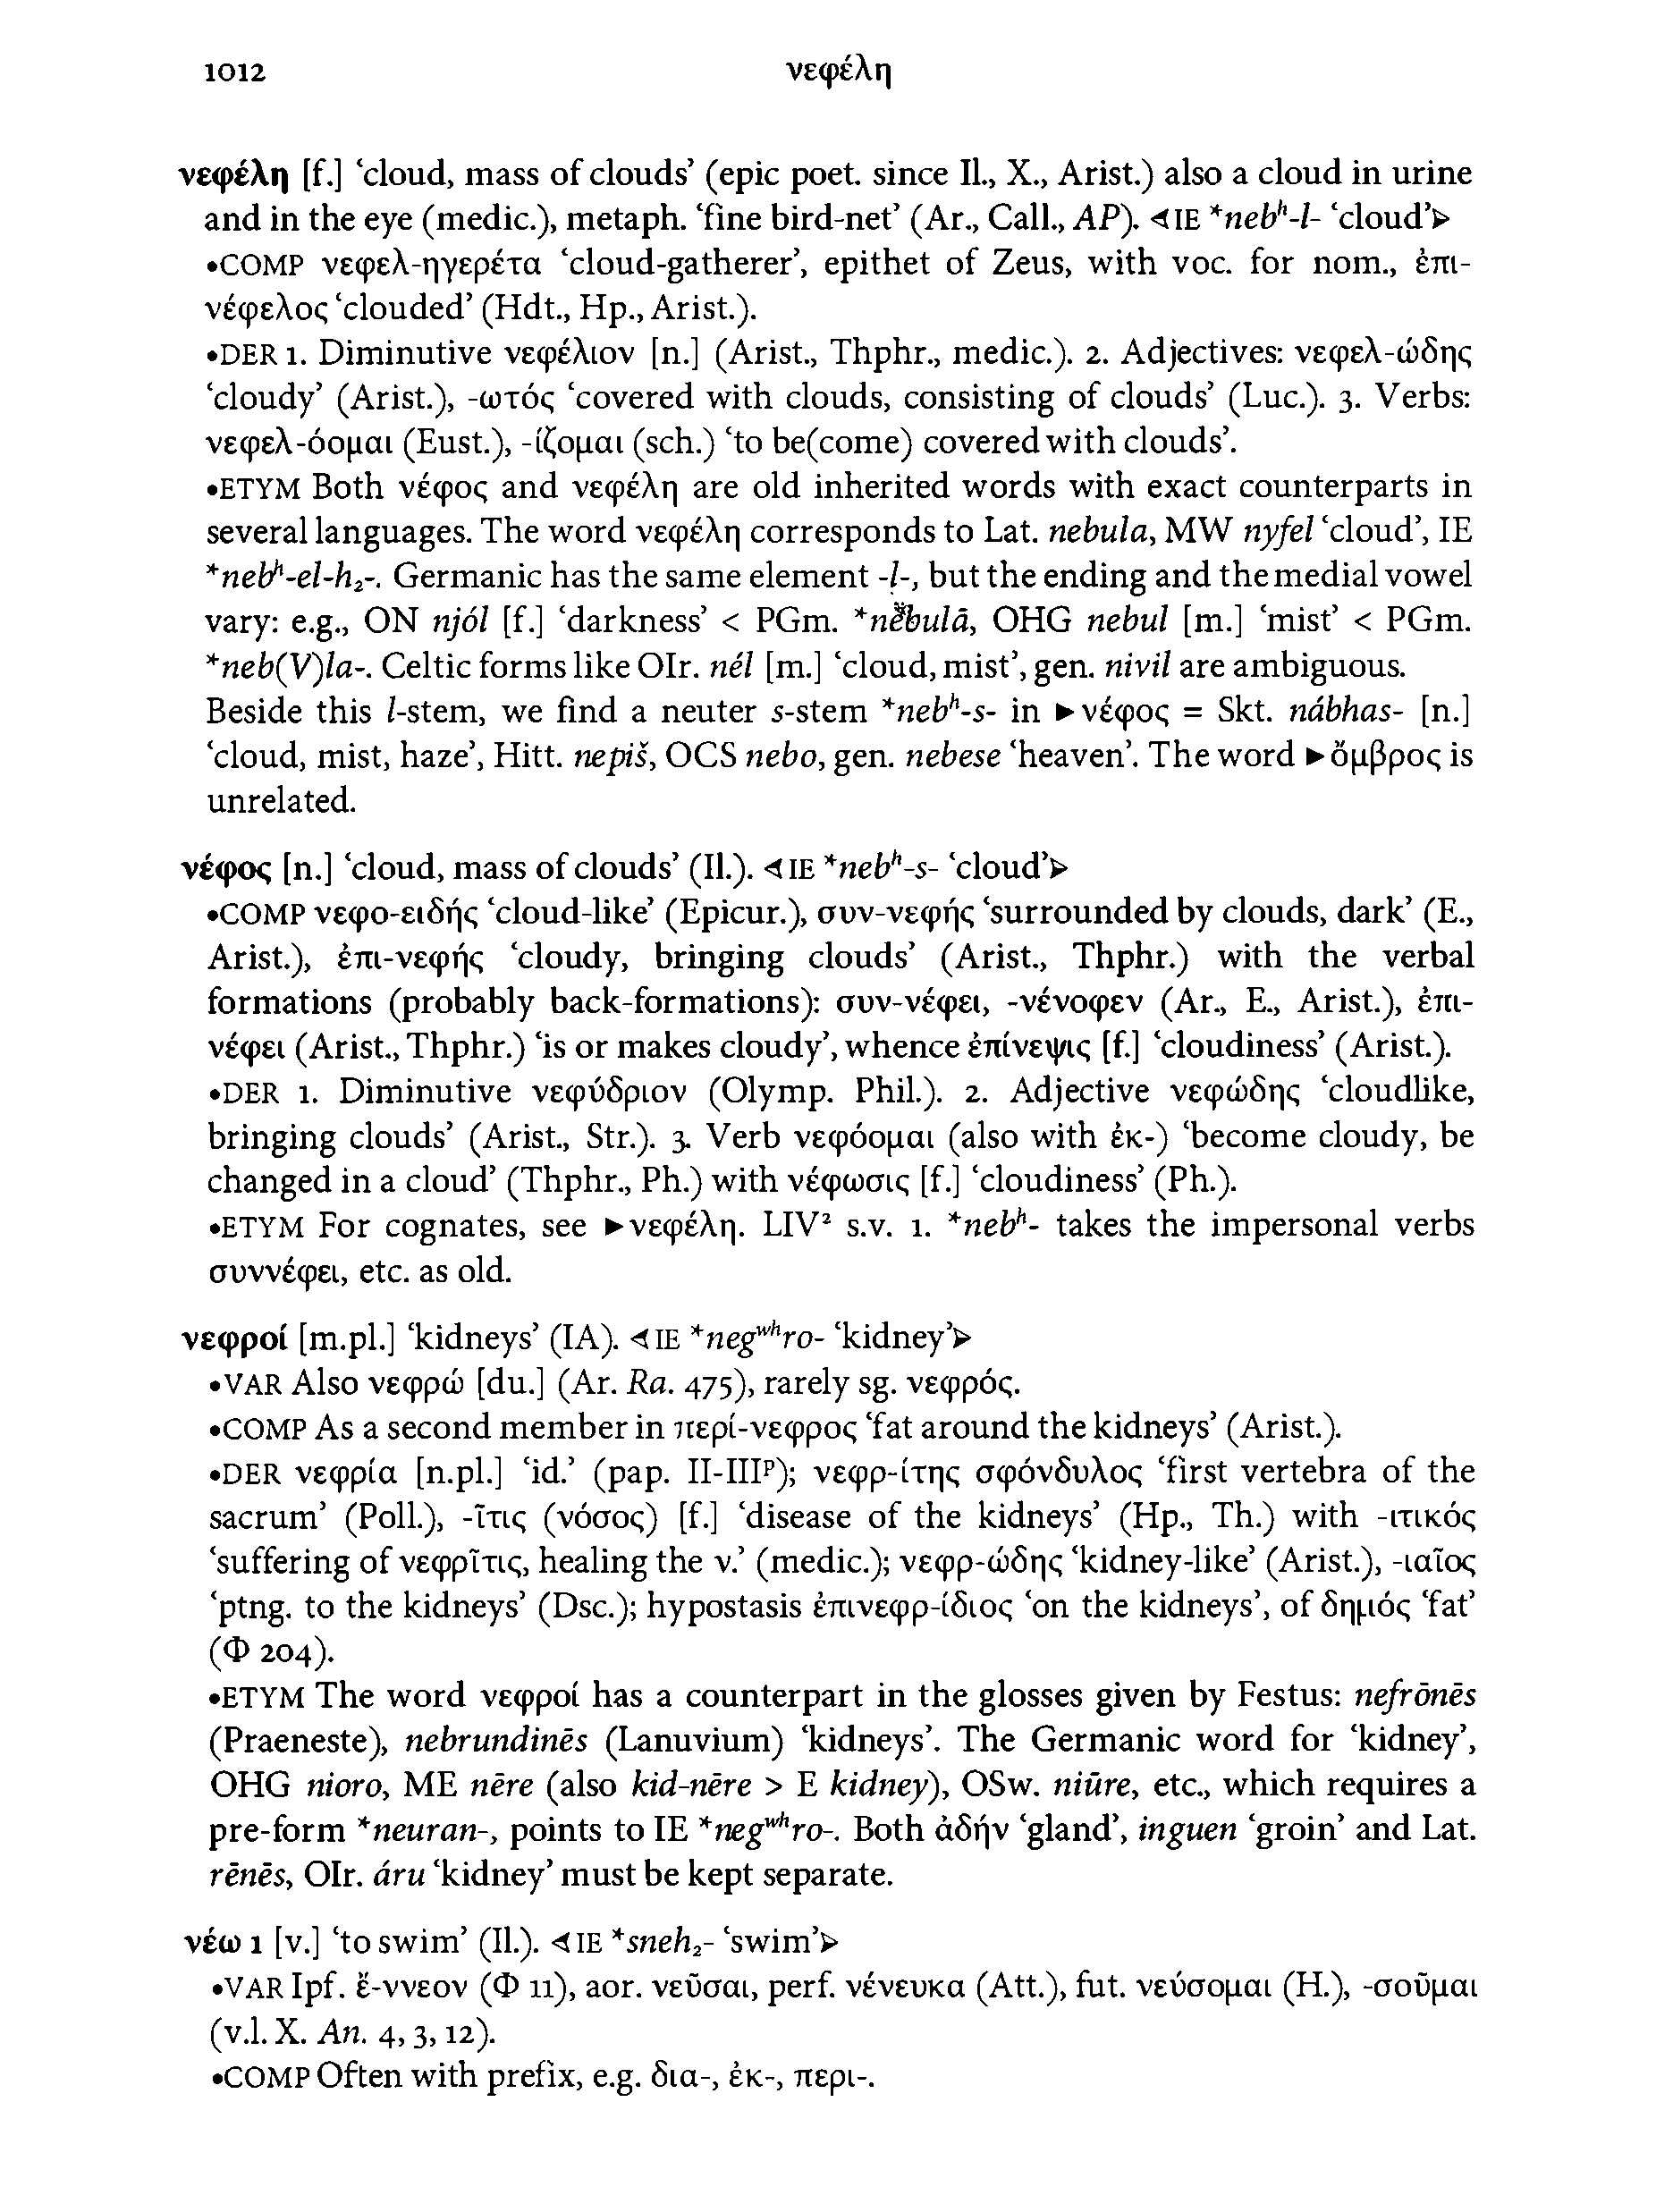 1012 νεφέλη
νεφέλη [f.] ‘cloud, mass of clouds’ (epic poet. since Il., X., Arist.) also a cloud in urine
and in the eye (medic.), metaph. ‘fine bird-net’ (Ar., Call., AP). ⊲IE *nebʰ-l- ‘cloud’⊳
•COMP νεφελ-ηγερέτα ‘cloud-gatherer’, epithet of Zeus, with voc. for nom., ἐπι-
νέφελος ‘clouded’ (Hdt., Hp., Arist.).
•DER 1. Diminutive νεφέλιον [n.] (Arist., Thphr., medic.). 2. Adjectives: νεφελ-ώδης
‘cloudy’ (Arist.), -ωτός ‘covered with clouds, consisting of clouds’ (Luc.). 3. Verbs:
νεφελ-όομαι (Eust.), -ίζομαι (sch.) ‘to be(come) covered with clouds’.
•ETYM Both νέφος and νεφέλη are old inherited words with exact counterparts in
several languages. The word νεφέλη corresponds to Lat. nebula, MW nyfel ‘cloud’, IE
*nebʰ-el-h₂-. Germanic has the same element -l-, but the ending and the medial vowel
vary: e.g., ON njól [f.] ‘darkness’ < PGm. *nebulā, OHG nebul [m.] ‘mist’ < PGm.
*neb(V)la-. Celtic forms like OIr. nél [m.] ‘cloud, mist’, gen. nivil are ambiguous.
Beside this l-stem, we find a neuter s-stem *nebʰ-s- in ►νέφος = Skt. nábhas- [n.]
‘cloud, mist, haze’, Hitt. nepiš, OCS nebo, gen. nebese ‘heaven’. The word ►ὄμβρος is
unrelated.
νέφος [n.] ‘cloud, mass of clouds’ (Il.). ⊲IE *nebʰ-s- ‘cloud’⊳
•COMP νεφο-ειδής ‘cloud-like’ (Epicur.), συν-νεφής ‘surrounded by clouds, dark’ (E.,
Arist.), ἐπι-νεφής ‘cloudy, bringing clouds’ (Arist., Thphr.) with the verbal
formations (probably back-formations): συν-νέφει, -νένοφεν (Ar., E., Arist.), ἐπι-
νέφει (Arist., Thphr.) ‘is or makes cloudy’, whence ἐπίνεψις [f.] ‘cloudiness’ (Arist.).
•DER 1. Diminutive νεφύδριον (Olymp. Phil.). 2. Adjective νεφώδης ‘cloudlike,
bringing clouds’ (Arist., Str.). 3. Verb νεφόομαι (also with ἐκ-) ‘become cloudy, be
changed in a cloud’ (Thphr., Ph.) with νέφωσις [f.] ‘cloudiness’ (Ph.).
•ETYM For cognates, see ►νεφέλη. LIV² s.v. 1. *nebʰ- takes the impersonal verbs
συννέφει, etc. as old.
νεφροί [m.pl.] ‘kidneys’ (IA). ⊲IE *negʷʰro- ‘kidney’⊳
•VAR Also νεφρώ [du.] (Ar. Ra. 475), rarely sg. νεφρός.
•COMP As a second member in περί-νεφρος ‘fat around the kidneys’ (Arist.).
•DER νεφρία [n.pl.] ‘id.’ (pap. II-IIIᵖ); νεφρ-ίτης σφόνδυλος ‘first vertebra of the
sacrum’ (Poll.), -ῖτις (νόσος) [f.] ‘disease of the kidneys’ (Hp., Th.) with -ιτικός
‘suffering of νεφρῖτις, healing the ν.’ (medic.); νεφρ-ώδης ‘kidney-like’ (Arist.), -ιαῖος
‘ptng. to the kidneys’ (Dsc.); hypostasis ἐπινεφρ-ίδιος ‘on the kidneys’, of δημός ‘fat’
(Φ 204).
•ETYM The word νεφροί has a counterpart in the glosses given by Festus: nefrōnēs
(Praeneste), nebrundinēs (Lanuvium) ‘kidneys’. The Germanic word for ‘kidney’,
OHG nioro, ME nēre (also kid-nēre > E kidney), OSw. niūre, etc., which requires a
pre-form *neuran-, points to IE *negʷʰro-. Both ἀδήν ‘gland’, inguen ‘groin’ and Lat.
rēnēs, OIr. áru ‘kidney’ must be kept separate.
νέω 1 [v.] ‘to swim’ (Il.). ⊲IE *sneh₂- ‘swim’⊳
•VAR Ipf. ἔ-ννεον (Φ 11), aor. νεῦσαι, perf. νένευκα (Att.), fut. νεύσομαι (H.), -σοῦμαι
(v.l. X. An. 4, 3, 12).
•COMP Often with prefix, e.g. δια-, ἐκ-, περι-.